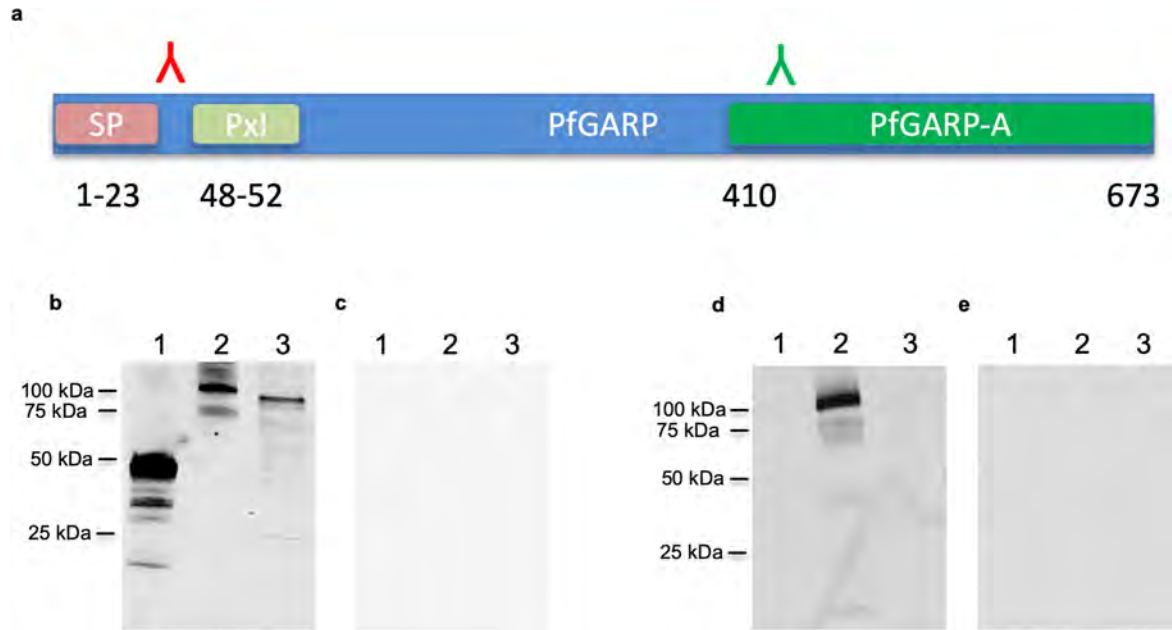 a
SP PxI PfGARP PfGARP-A
1-23 48-52 410 673
b c d e
1 2 3 1 2 3 1 2 3 1 2 3
100 kDa 100 kDa
75 kDa 75 kDa
50 kDa 50 kDa
25 kDa 25 kDa